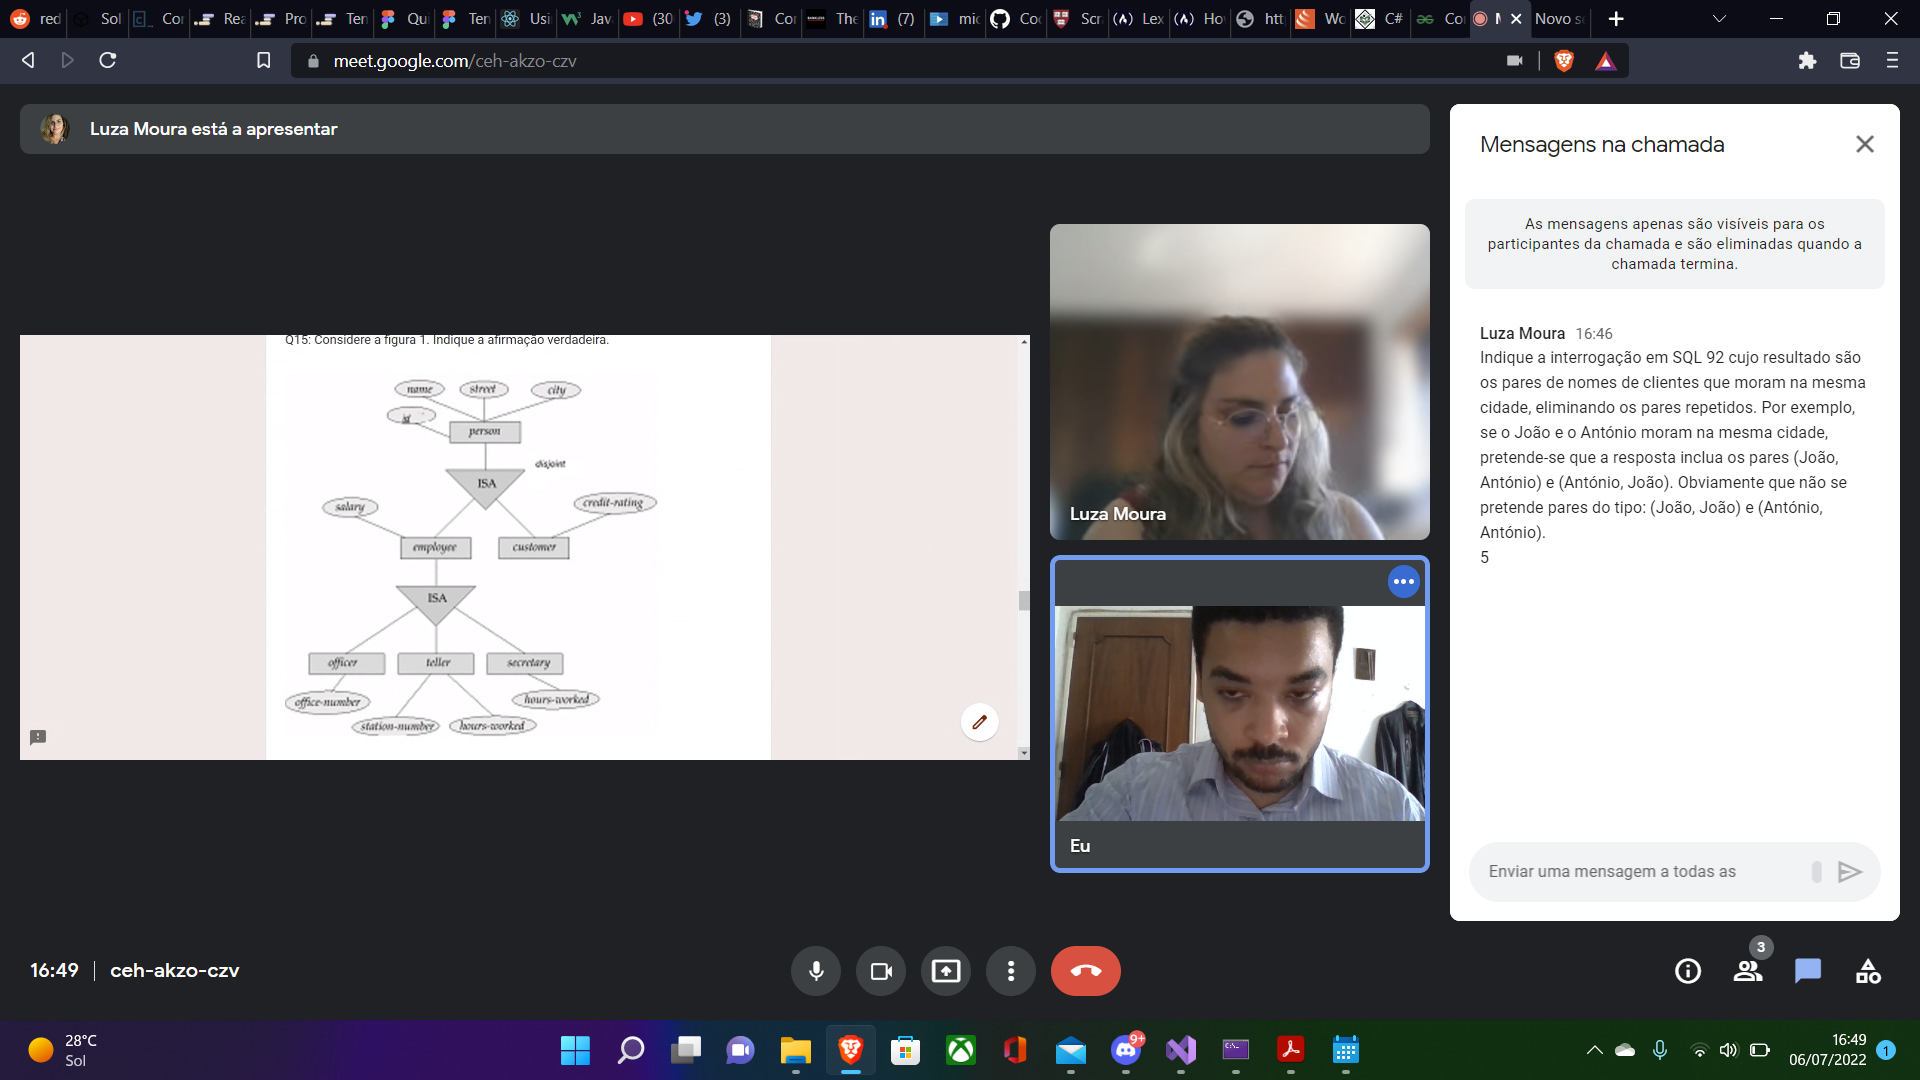 red
Sol
Cor
Rea
Pro
Ter
Qui
Ter
Usi
Jav
(30
(3)
Cor
The
(7)
mic
Co
Scr
Lex
Ho
htt
Wo
C#
Co
Novo s
meet.google.com/ceh-akzo-czv
Luza Moura está a apresentar
Q15: Considere a figura 1. Indique a afirmação verdadeira.
name
street
city
id
person
disjoint
ISA
salary
credit-rating
employee
customer
ISA
officer
teller
secretary
office-number
hours-worked
station-number
hours-worked
Luza Moura
Eu
Mensagens na chamada
As mensagens apenas são visíveis para os
participantes da chamada e são eliminadas quando a
chamada termina.
Luza Moura 16:46
Indique a interrogação em SQL 92 cujo resultado são
os pares de nomes de clientes que moram na mesma
cidade, eliminando os pares repetidos. Por exemplo,
se o João e o António moram na mesma cidade,
pretende-se que a resposta inclua os pares (João,
António) e (António, João). Obviamente que não se
pretende pares do tipo: (João, João) e (António,
António).
5
Enviar uma mensagem a todas as
16:49 | ceh-akzo-czv
3
28°C
Sol
9+
16:49
06/07/2022
1